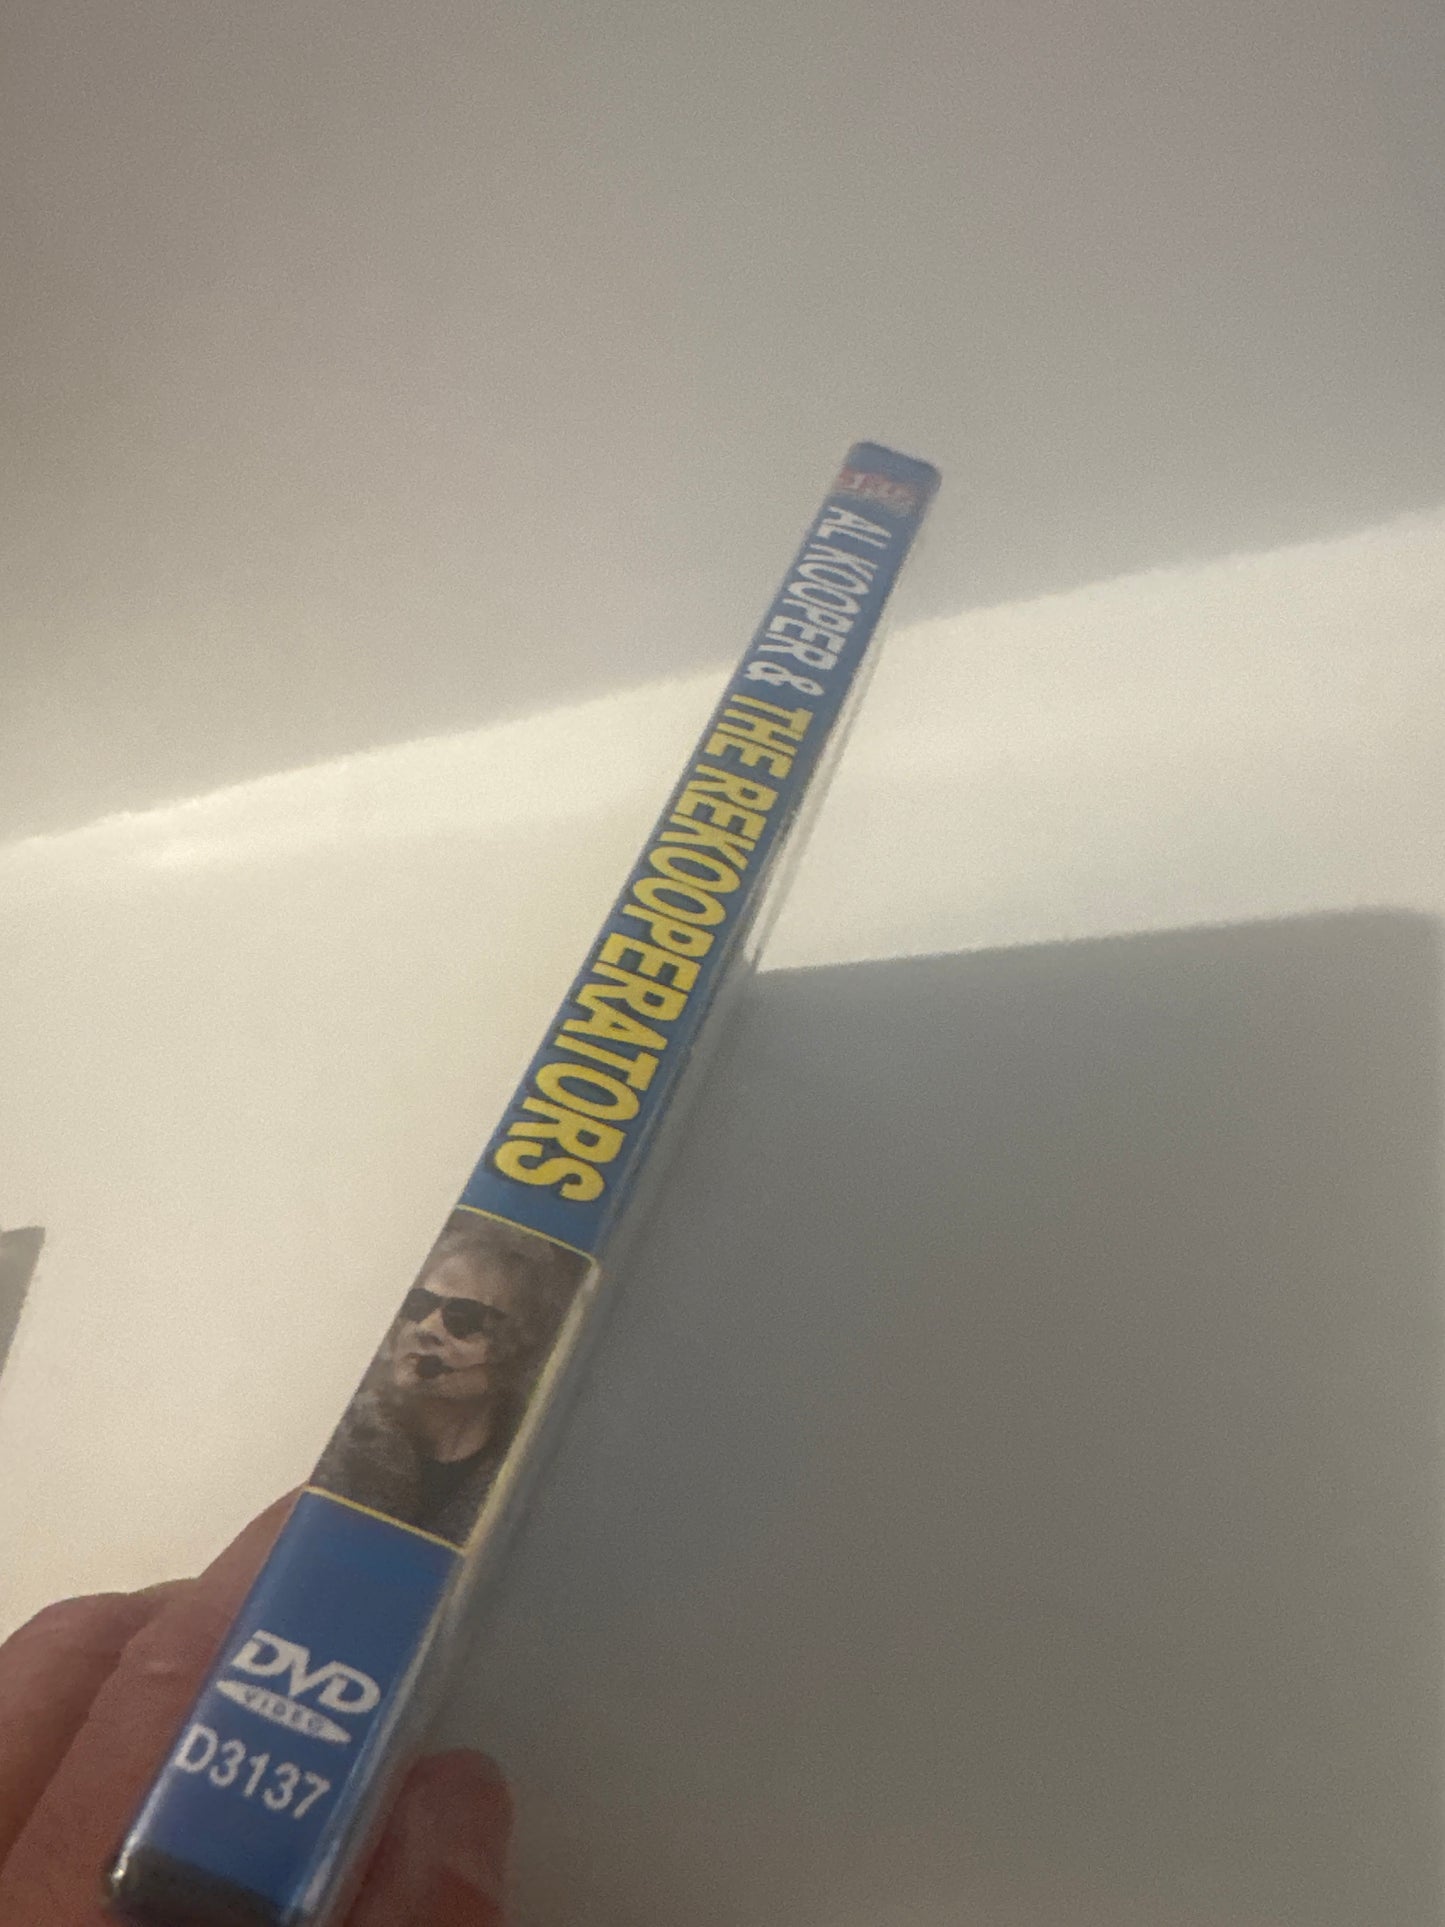 AL KOOPER & THE REKOOPERATORS
DVD
VIDEO
D3137